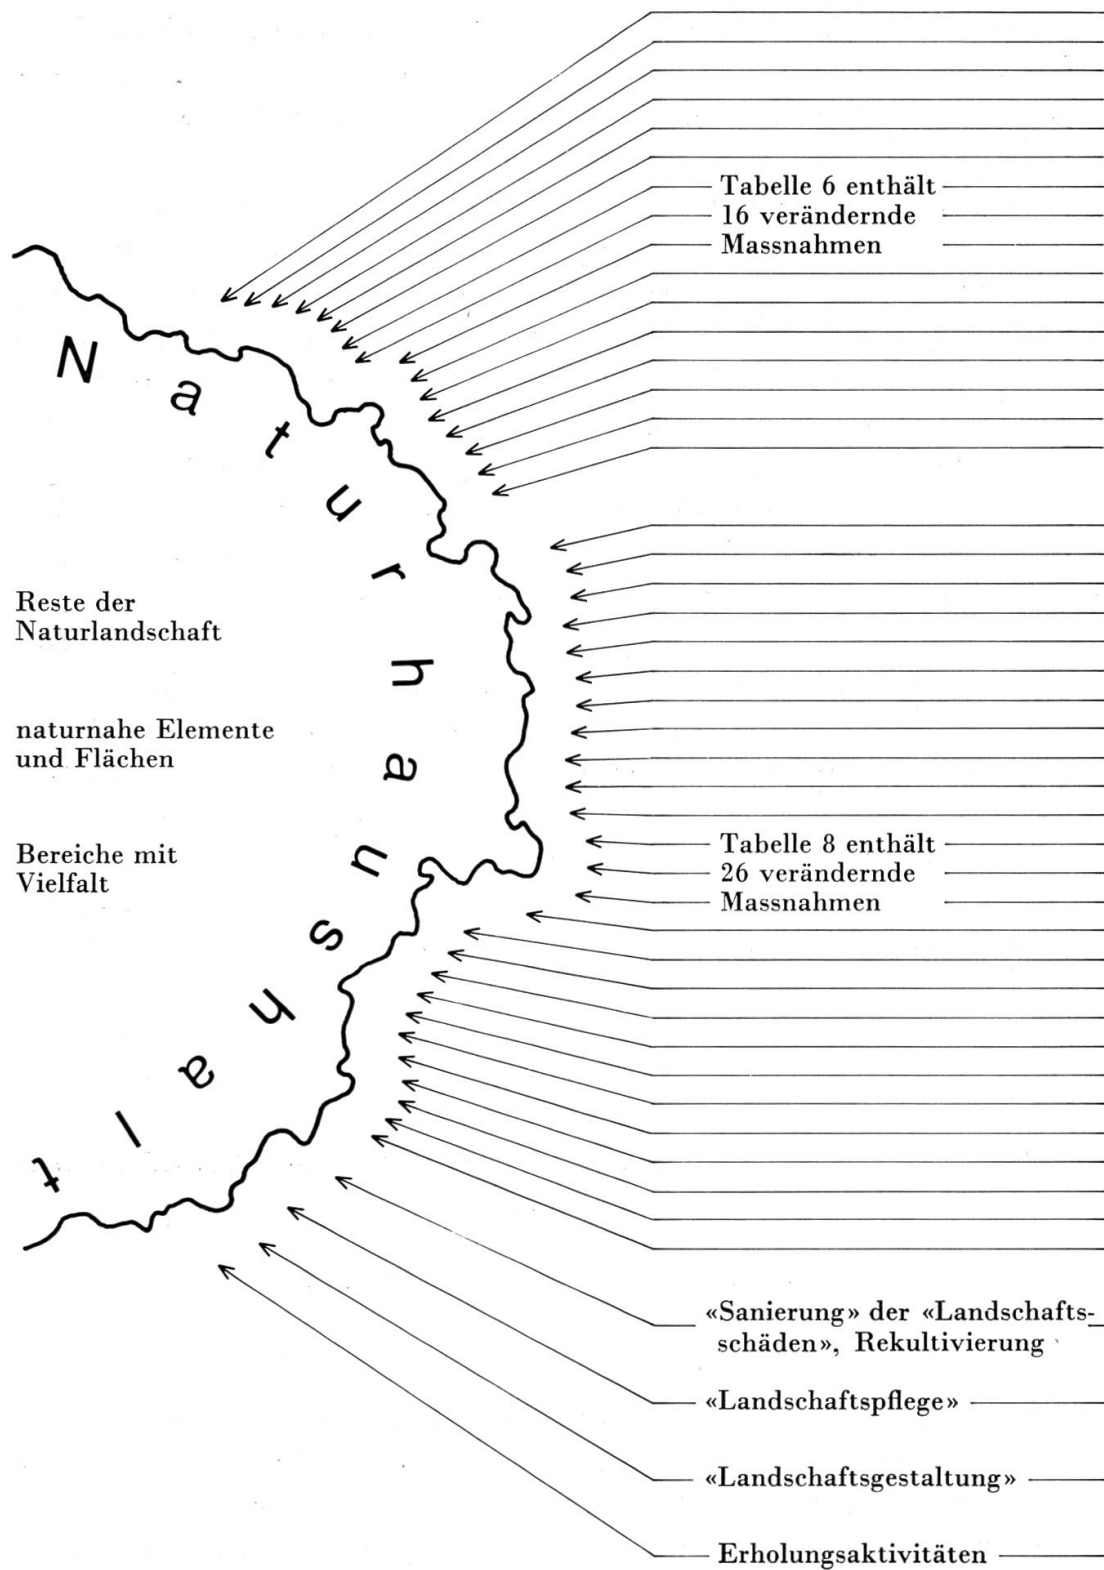 Tabelle 6 enthält
16 verändernde
Massnahmen
Naturhaushalt
Reste der
Naturlandschaft
naturnahe Elemente
und Flächen
Bereiche mit
Vielfalt
Tabelle 8 enthält
26 verändernde
Massnahmen
«Sanierung» der «Landschafts-
schäden», Rekultivierung
«Landschaftspflege»
«Landschaftsgestaltung»
Erholungsaktivitäten